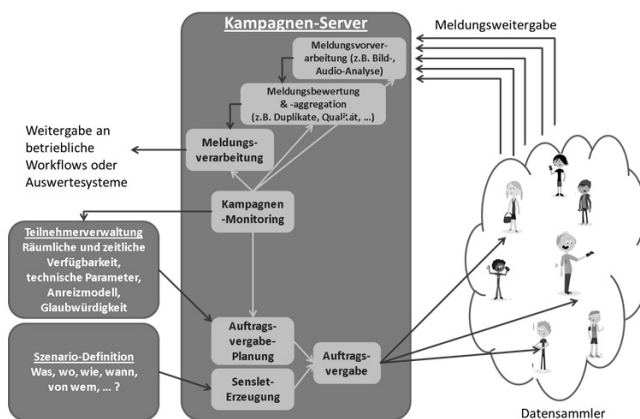 Kampagnen-Server
Meldungsweitergabe
Meldungsvorver-
arbeitung (z.B. Bild-,
Audio-Analyse)
Meldungsbewertung
& -aggregation
(z.B. Duplikate, Qualität, ...)
Meldungs-
verarbeitung
Weitergabe an
betriebliche
Workflows oder
Auswertesysteme
Kampagnen
-Monitoring
Teilnehmerverwaltung
Räumliche und zeitliche
Verfügbarkeit,
technische Parameter,
Anreizmodell,
Glaubwürdigkeit
Auftrags-
vergabe-
Planung
Szenario-Definition
Was, wo, wie, wann,
von wem, ... ?
Senslet-
Erzeugung
Auftrags-
vergabe
Datensammler